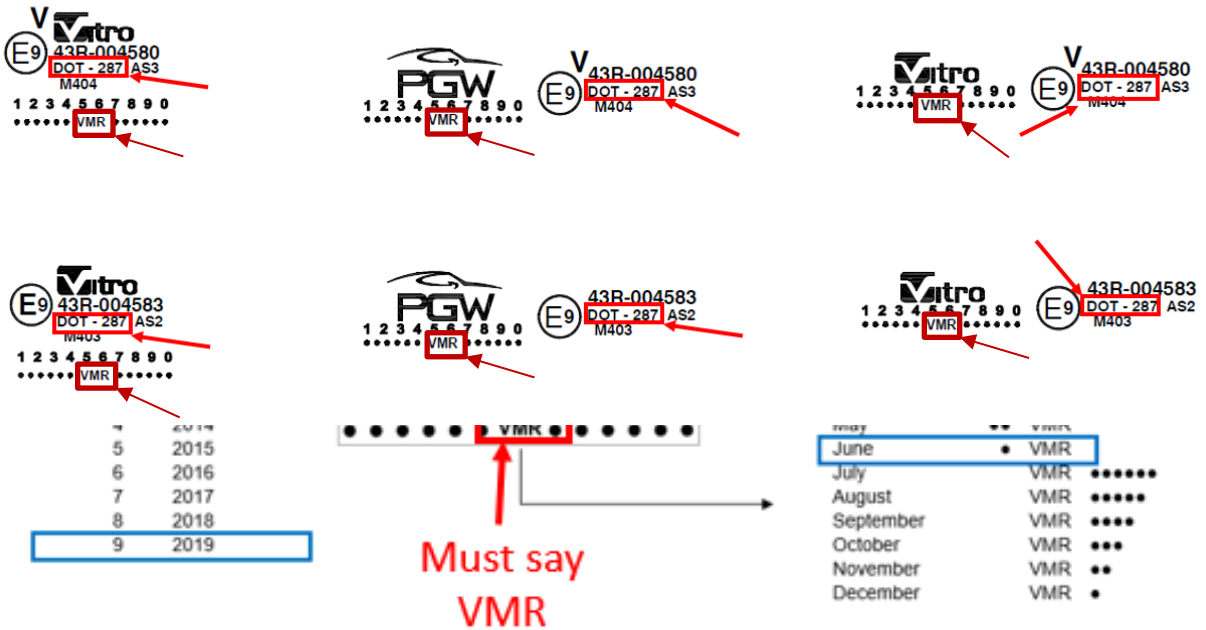 V
Vitro
E9 43R-004580
DOT - 287 AS3
M404
1 2 3 4 5 6 7 8 9 0
••••••VMR••••••
PGW
1 2 3 4 5 6 7 8 9 0
••••••VMR••••••
V
43R-004580
E9 DOT - 287 AS3
M404
Vitro
1 2 3 4 5 6 7 8 9 0
••••••VMR••••••
V
43R-004580
E9 DOT - 287 AS3
M404
Vitro
E9 43R-004583
DOT - 287 AS2
M403
1 2 3 4 5 6 7 8 9 0
••••••VMR••••••
PGW
1 2 3 4 5 6 7 8 9 0
••••••VMR••••••
43R-004583
E9 DOT - 287 AS2
M403
Vitro
1 2 3 4 5 6 7 8 9 0
••••••VMR••••••
43R-004583
E9 DOT - 287 AS2
M403
4 2014
5 2015
6 2016
7 2017
8 2018
9 2019
•••••• VMR ••••••
Must say
VMR
May •• VMR
June • VMR
July VMR ••••••
August VMR •••••
September VMR ••••
October VMR •••
November VMR ••
December VMR •